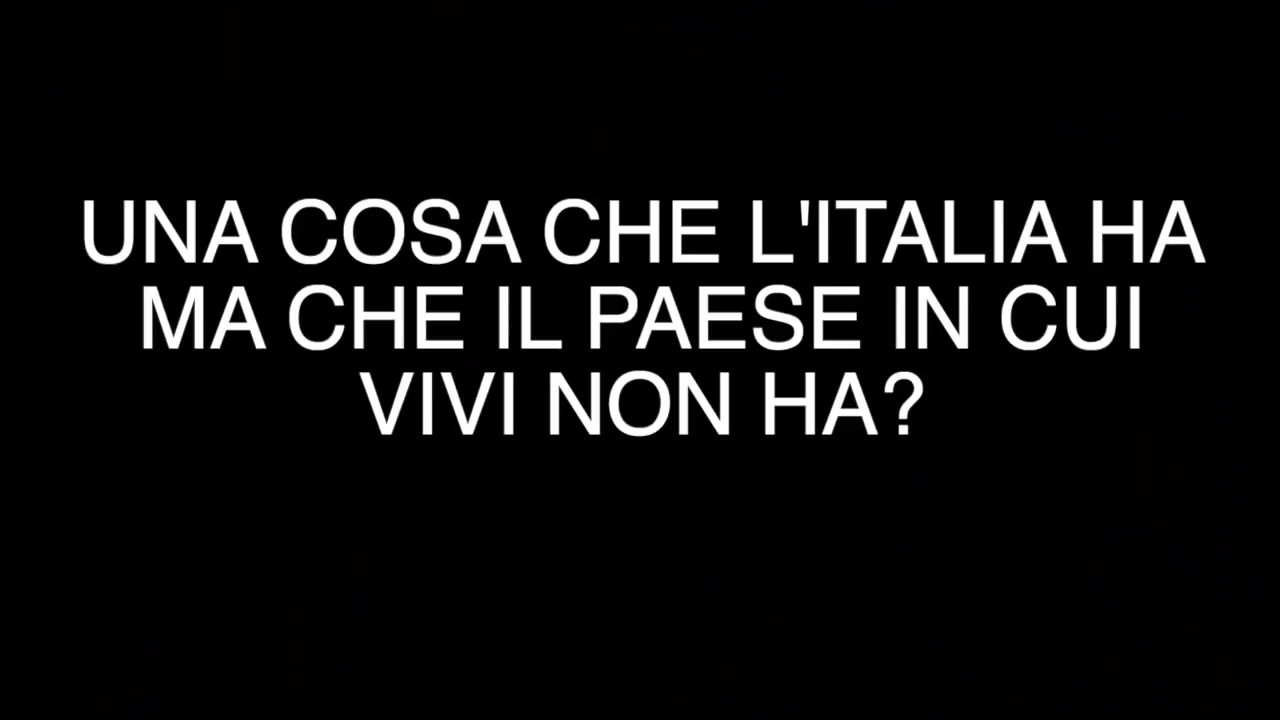 UNA COSA CHE L'ITALIA HA
MA CHE IL PAESE IN CUI
VIVI NON HA?